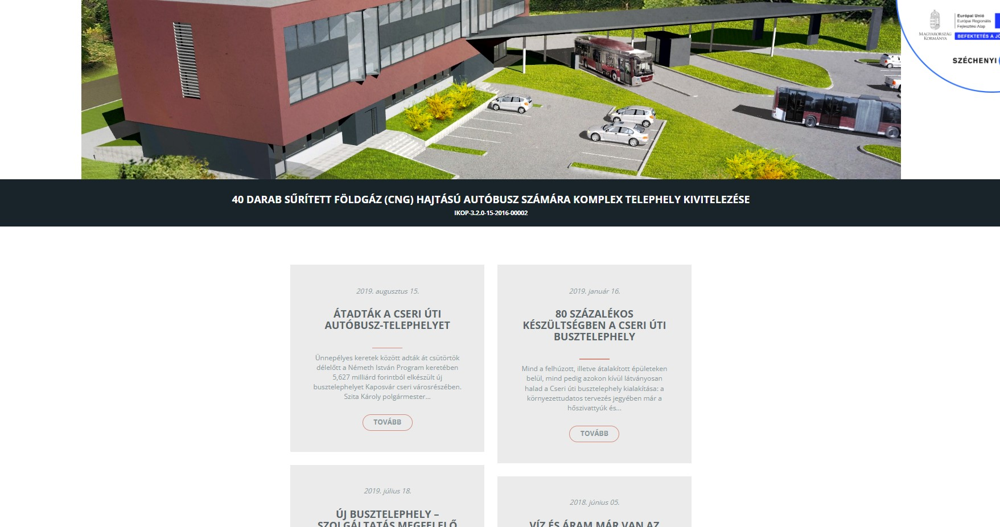 Európai Unió
Európai Regionális
Fejlesztési Alap
MAGYARORSZÁG
KORMÁNYA
BEFEKTETÉS A
SZÉCHENYI
40 DARAB SŰRÍTETT FÖLDGÁZ (CNG) HAJTÁSÚ AUTÓBUSZ SZÁMÁRA KOMPLEX TELEPHELY KIVITELEZÉSE
IKOP-3.2.0-15-2016-00002
2019. augusztus 15.
ÁTADTÁK A CSERI ÚTI
AUTÓBUSZ-TELEPHELYET
Ünnepélyes keretek között adták át csütörtök
délelőtt a Németh István Program keretében
5,627 milliárd forintból elkészült új
busztelephelyet Kaposvár cseri városrészében.
Szita Károly polgármester...
TOVÁBB
2019. január 16.
80 SZÁZALÉKOS
KÉSZÜLTSÉGBEN A CSERI ÚTI
BUSZTELEPHELY
Mind a felhúzott, illetve átalakított épületeken
belül, mind pedig azokon kívül látványosan
halad a Cseri úti busztelephely kialakítása: a
környezettudatos tervezés jegyében már a
hőszivattyúk és...
TOVÁBB
2019. július 18.
ÚJ BUSZTELEPHELY –
SZOLGÁLTATÁS MEGFELELŐ
2018. június 05.
VÍZ ÉS ÁRAM MÁR VAN AZ